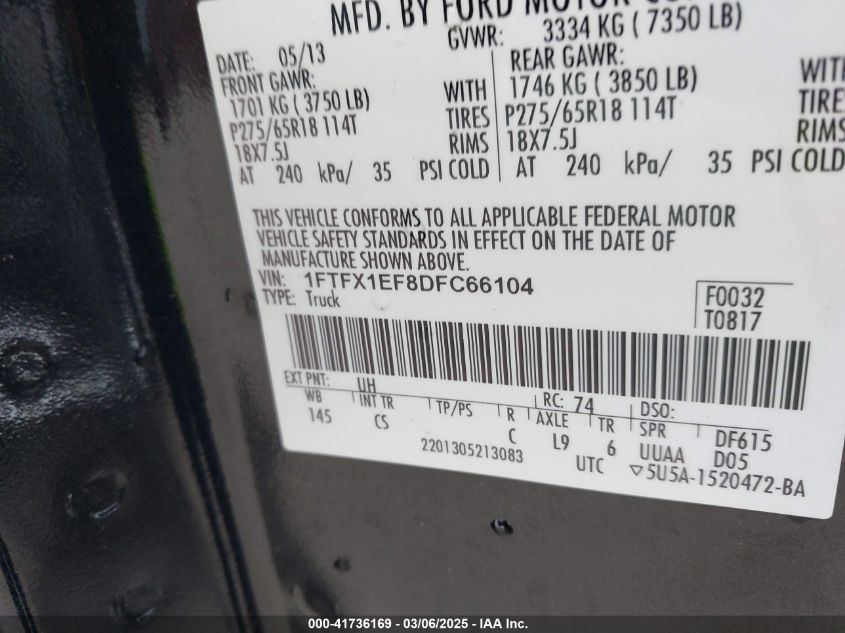 MFD. BY FORD MOTOR CO
DATE: 05/13 GVWR: 3334 KG ( 7350 LB)
FRONT GAWR: REAR GAWR:
1701 KG ( 3750 LB) WITH 1746 KG ( 3850 LB) WITH
P275/65R18 114T TIRES P275/65R18 114T TIRES
18X7.5J RIMS 18X7.5J RIMS
AT 240 kPa/ 35 PSI COLD AT 240 kPa/ 35 PSI COLD
THIS VEHICLE CONFORMS TO ALL APPLICABLE FEDERAL MOTOR
VEHICLE SAFETY STANDARDS IN EFFECT ON THE DATE OF
MANUFACTURE SHOWN ABOVE.
VIN: 1FTFX1EF8DFC66104 F0032
TYPE: Truck T0817
EXT PNT: UH RC: 74 DSO:
WB INT TR TP/PS R AXLE TR SPR DF615
145 CS C L9 6 UUAA D05
2201305213083 UTC ▽5U5A-1520472-BA
000-41736169 - 03/06/2025 - IAA Inc.